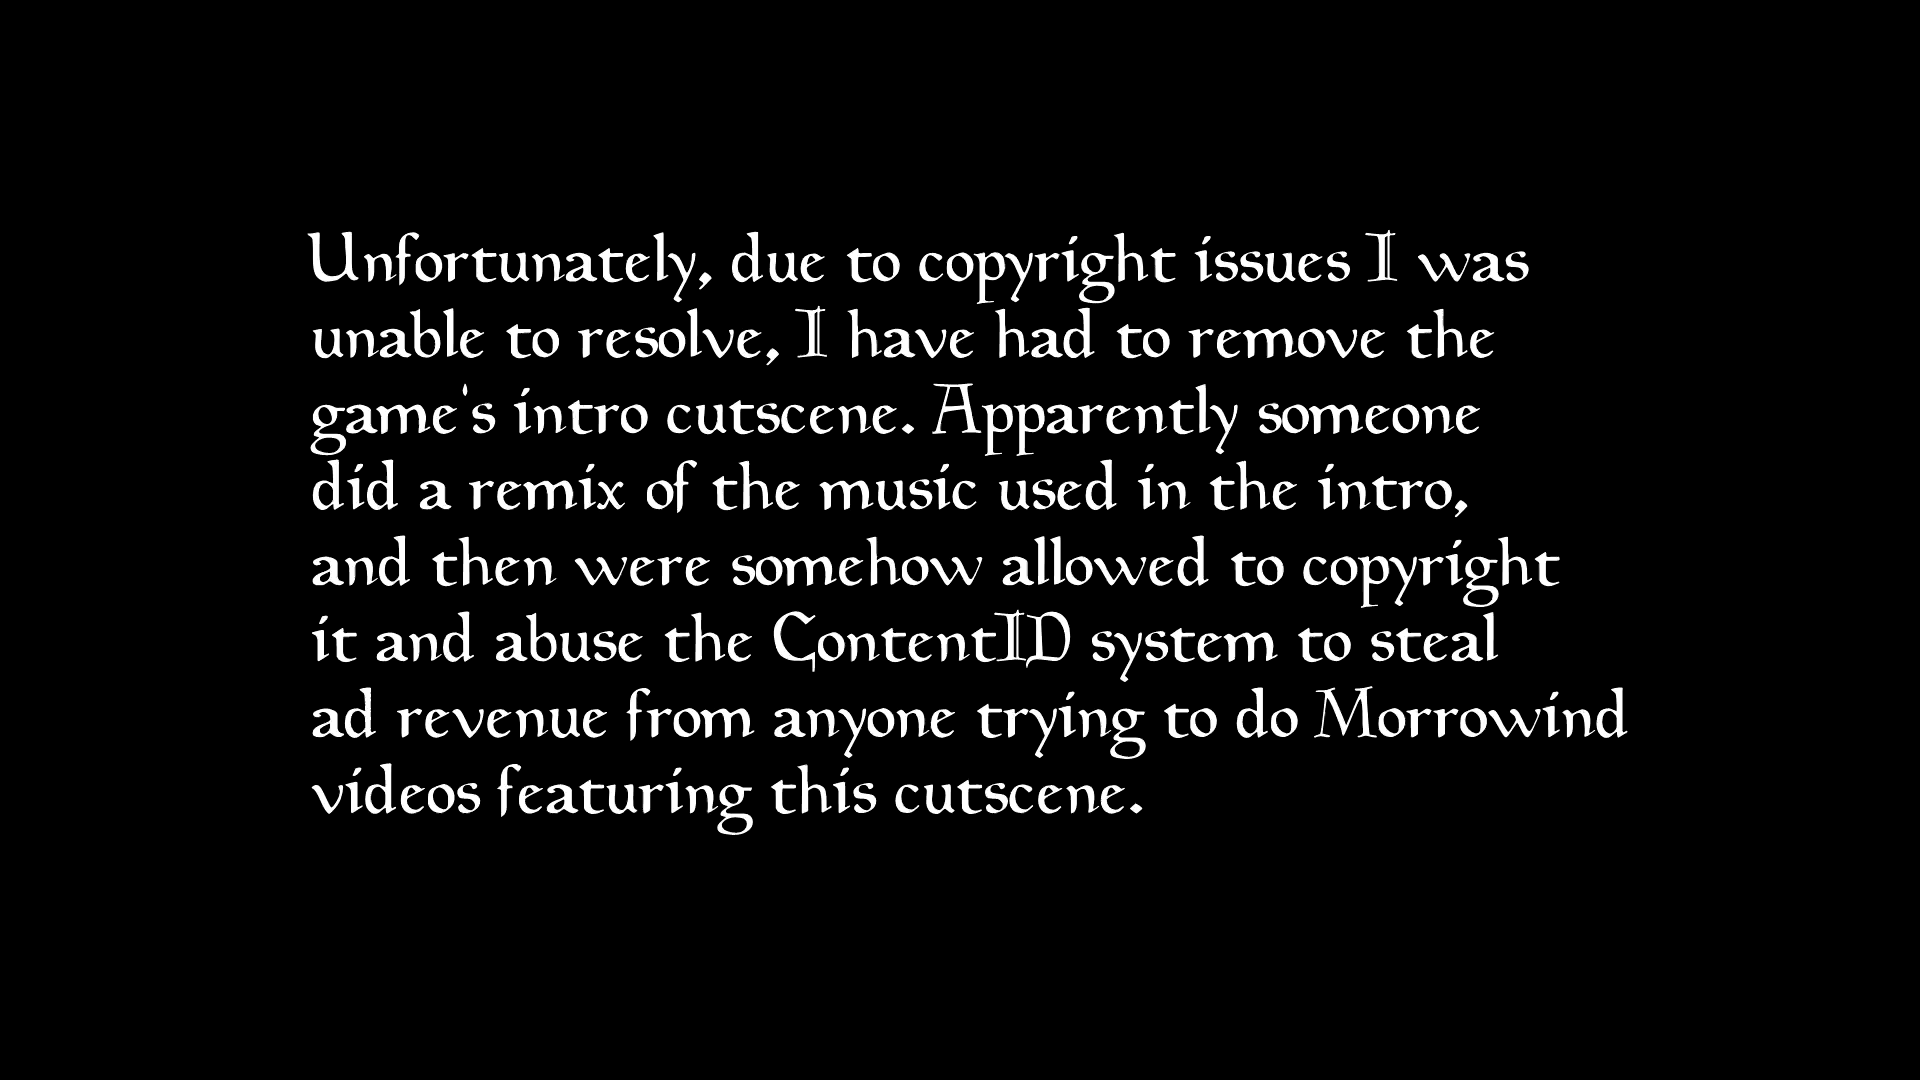 Unfortunately, due to copyright issues I was
unable to resolve, I have had to remove the
game's intro cutscene. Apparently someone
did a remix of the music used in the intro,
and then were somehow allowed to copyright
it and abuse the ContentID system to steal
ad revenue from anyone trying to do Morrowind
videos featuring this cutscene.